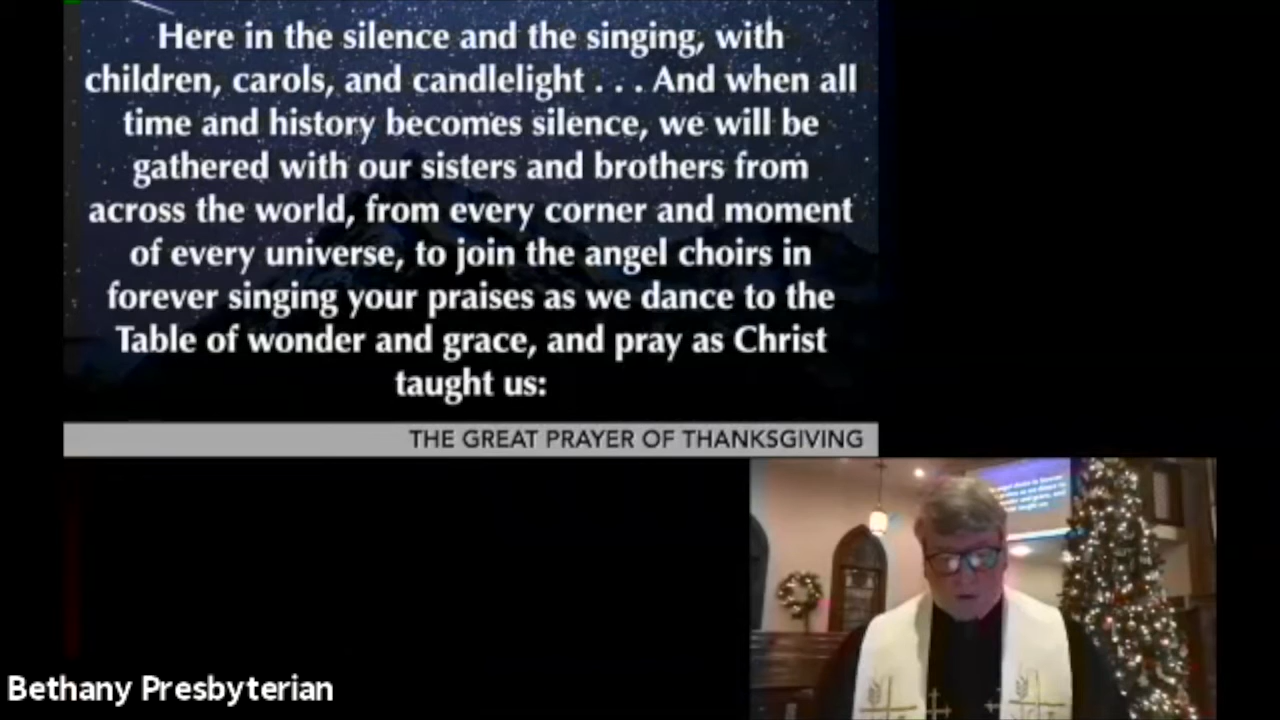 Here in the silence and the singing, with
children, carols, and candlelight . . . And when all
time and history becomes silence, we will be
gathered with our sisters and brothers from
across the world, from every corner and moment
of every universe, to join the angel choirs in
forever singing your praises as we dance to the
Table of wonder and grace, and pray as Christ
taught us:
THE GREAT PRAYER OF THANKSGIVING
Bethany Presbyterian